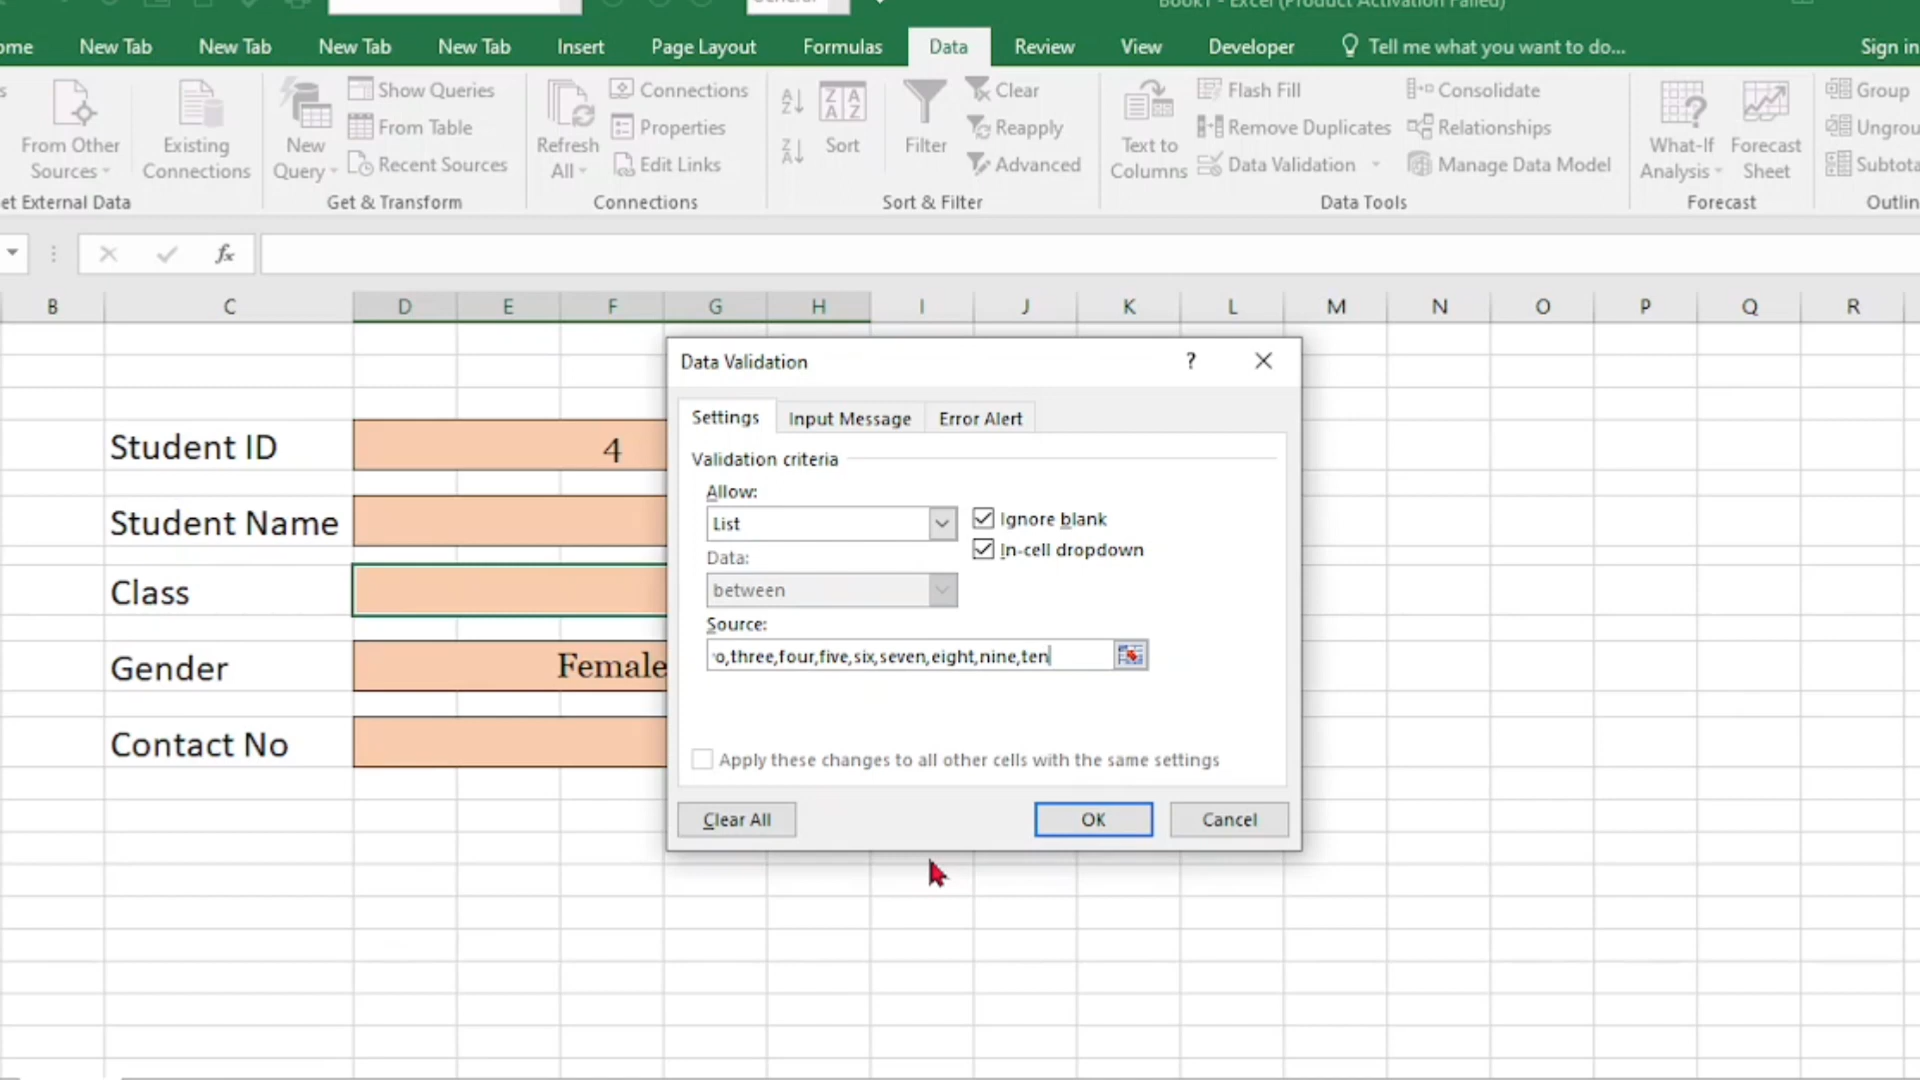 Book1 - Excel (Product Activation Failed)
General
ome New Tab New Tab New Tab New Tab Insert Page Layout Formulas Data Review View Developer Tell me what you want to do... Sign in
s From Other Sources
Existing Connections
et External Data
New Query
Show Queries
From Table
Recent Sources
Get & Transform
Refresh All
Connections
Properties
Edit Links
Connections
Sort
Filter
Clear
Reapply
Advanced
Sort & Filter
Text to Columns
Flash Fill
Remove Duplicates
Data Validation
Consolidate
Relationships
Manage Data Model
Data Tools
What-If Analysis
Forecast Sheet
Forecast
Group
Ungrou
Subtota
Outlin
fx
B C D E F G H I J K L M N O P Q R
Student ID 4
Student Name
Class
Gender Female
Contact No
Data Validation ?
Settings Input Message Error Alert
Validation criteria
Allow:
List
Ignore blank
In-cell dropdown
Data:
between
Source:
o,three,four,five,six,seven,eight,nine,ten
Apply these changes to all other cells with the same settings
Clear All OK Cancel